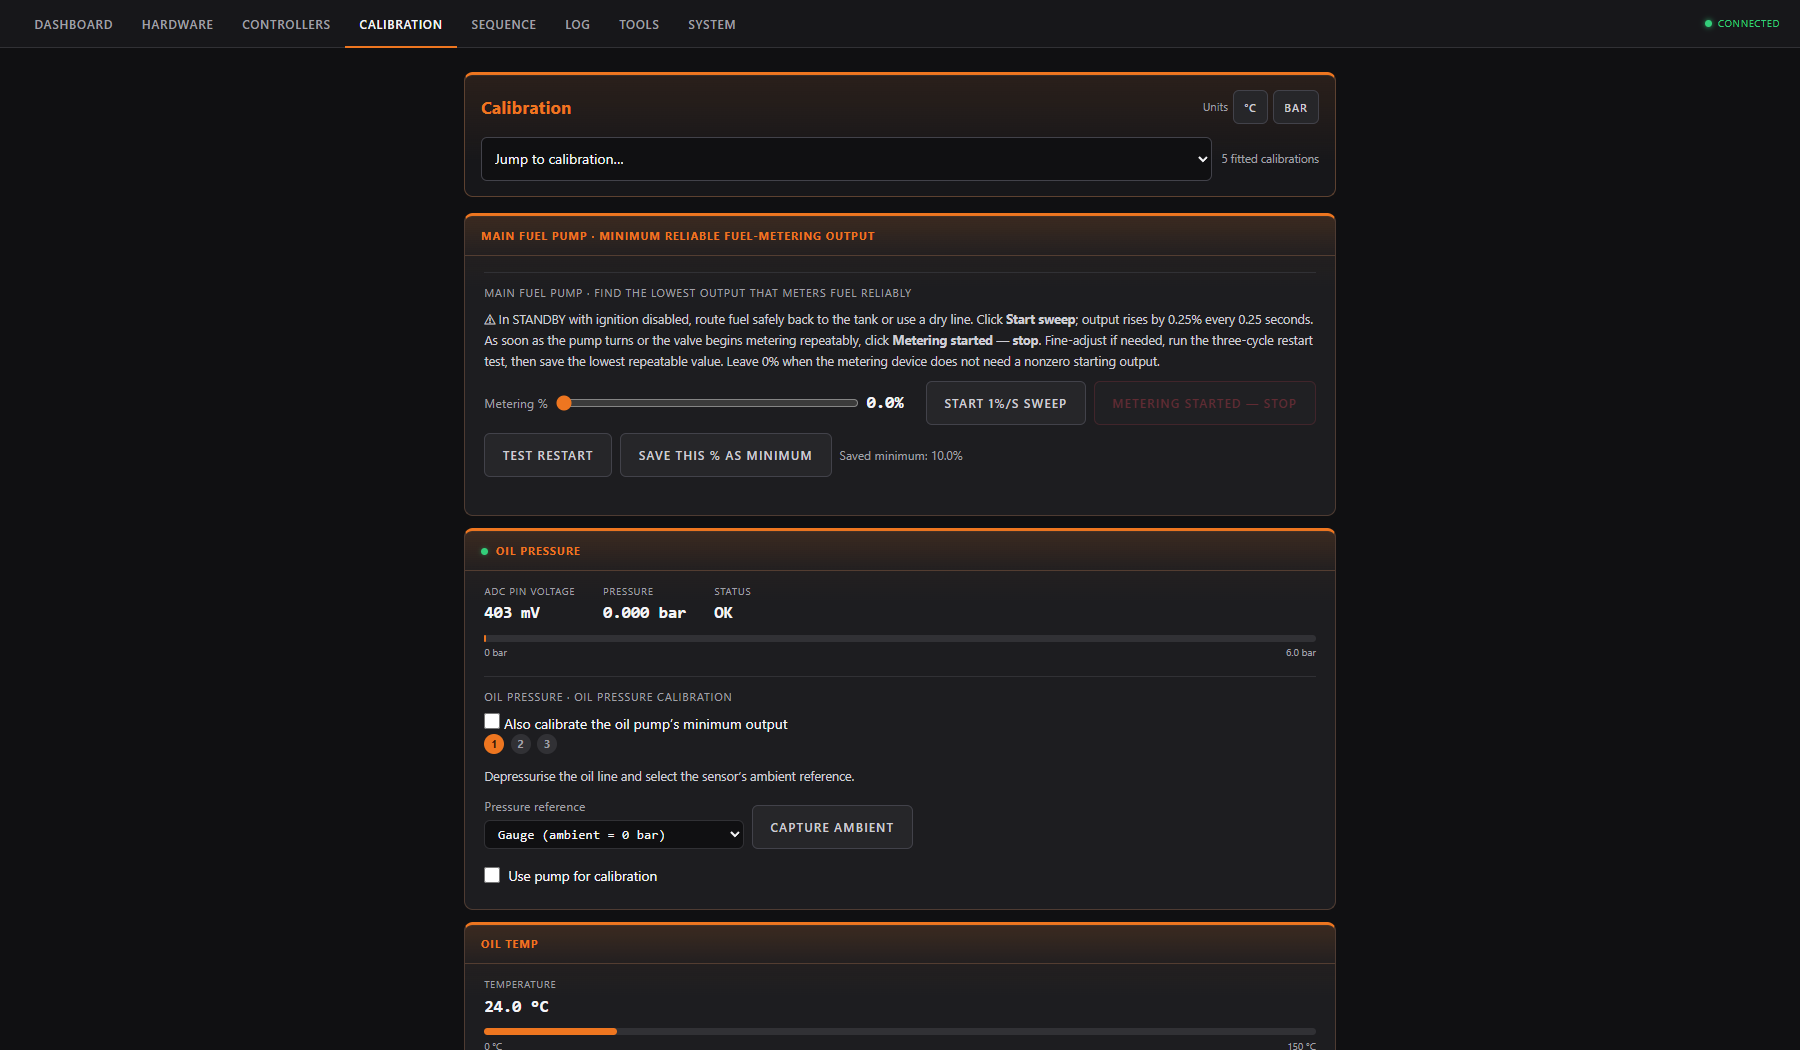 DASHBOARD HARDWARE CONTROLLERS CALIBRATION SEQUENCE LOG TOOLS SYSTEM CONNECTED
Calibration Units °C BAR
Jump to calibration... 5 fitted calibrations
MAIN FUEL PUMP · MINIMUM RELIABLE FUEL-METERING OUTPUT
MAIN FUEL PUMP · FIND THE LOWEST OUTPUT THAT METERS FUEL RELIABLY
⚠ In STANDBY with ignition disabled, route fuel safely back to the tank or use a dry line. Click Start sweep; output rises by 0.25% every 0.25 seconds.
As soon as the pump turns or the valve begins metering repeatedly, click Metering started — stop. Fine-adjust if needed, run the three-cycle restart
test, then save the lowest repeatable value. Leave 0% when the metering device does not need a nonzero starting output.
Metering % 0.0% START 1%/S SWEEP METERING STARTED — STOP
TEST RESTART SAVE THIS % AS MINIMUM Saved minimum: 10.0%
OIL PRESSURE
ADC PIN VOLTAGE PRESSURE STATUS
403 mV 0.000 bar OK
0 bar 6.0 bar
OIL PRESSURE · OIL PRESSURE CALIBRATION
Also calibrate the oil pump's minimum output
1 2 3
Depressurise the oil line and select the sensor's ambient reference.
Pressure reference
Gauge (ambient = 0 bar) CAPTURE AMBIENT
Use pump for calibration
OIL TEMP
TEMPERATURE
24.0 °C
0 °C 150 °C